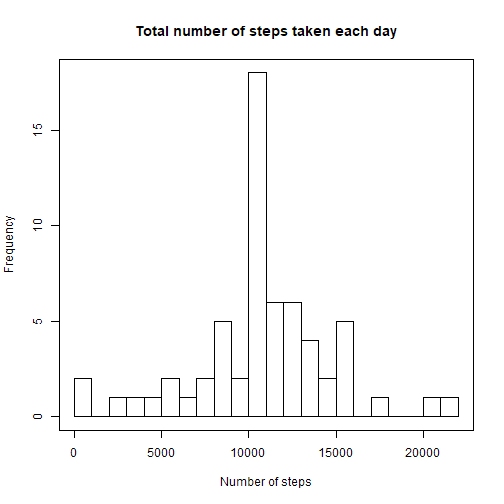 Total number of steps taken each day
Frequency
15
10
5
0
0 5000 10000 15000 20000
Number of steps